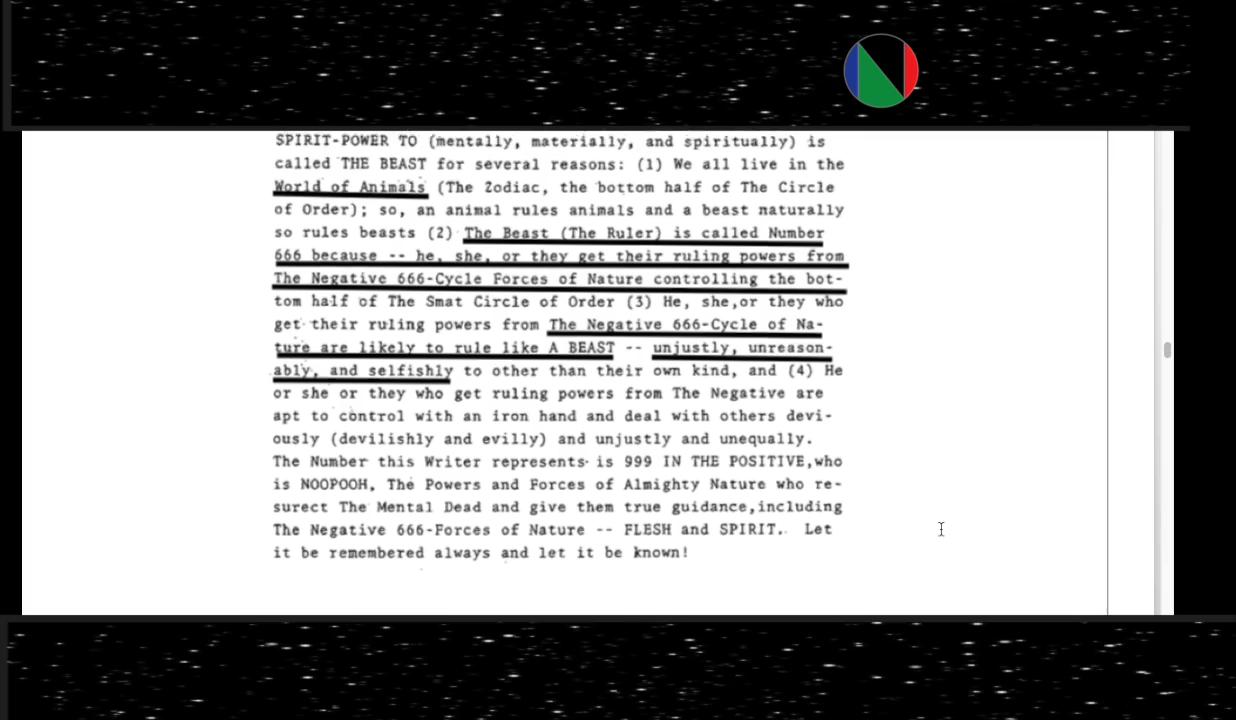 SPIRIT-POWER TO (mentally, materially, and spiritually) is
called THE BEAST for several reasons: (1) We all live in the
World of Animals (The Zodiac, the bottom half of The Circle
of Order); so, an animal rules animals and a beast naturally
so rules beasts (2) The Beast (The Ruler) is called Number
666 because -- he, she, or they get their ruling powers from
The Negative 666-Cycle Forces of Nature controlling the bot-
tom half of The Smat Circle of Order (3) He, she,or they who
get their ruling powers from The Negative 666-Cycle of Na-
ture are likely to rule like A BEAST -- unjustly, unreason-
ably, and selfishly to other than their own kind, and (4) He
or she or they who get ruling powers from The Negative are
apt to control with an iron hand and deal with others devi-
ously (devilishly and evilly) and unjustly and unequally.
The Number this Writer represents is 999 IN THE POSITIVE,who
is NOOPOOH, The Powers and Forces of Almighty Nature who re-
surect The Mental Dead and give them true guidance,including
The Negative 666-Forces of Nature -- FLESH and SPIRIT. Let
it be remembered always and let it be known!